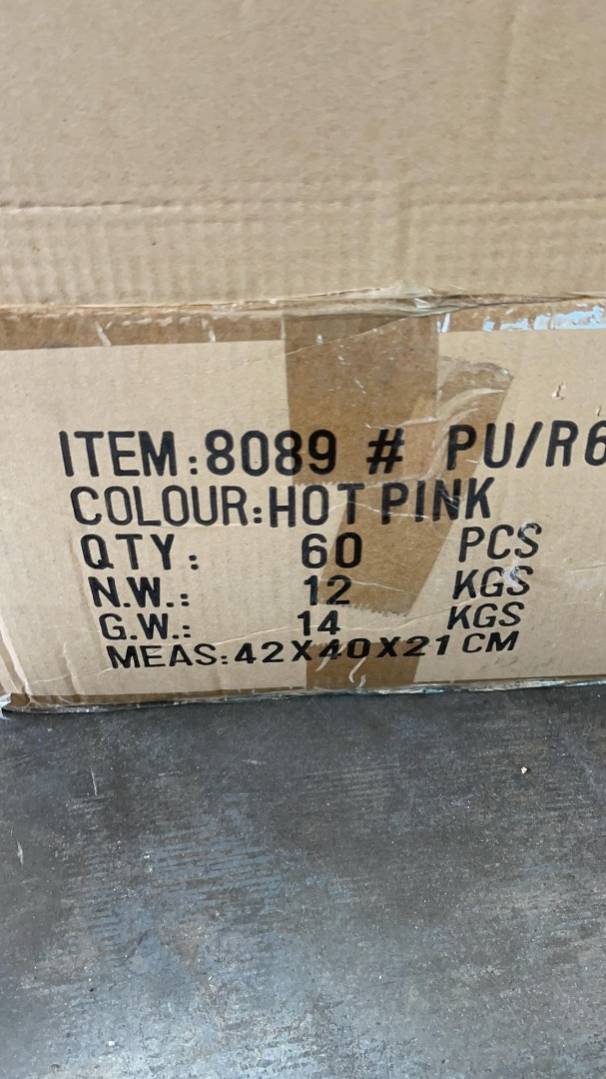 ITEM:8089 # PU/R6
COLOUR:HOT PINK
QTY: 60 PCS
N.W.: 12 KGS
G.W.: 14 KGS
MEAS:42X40X21 CM